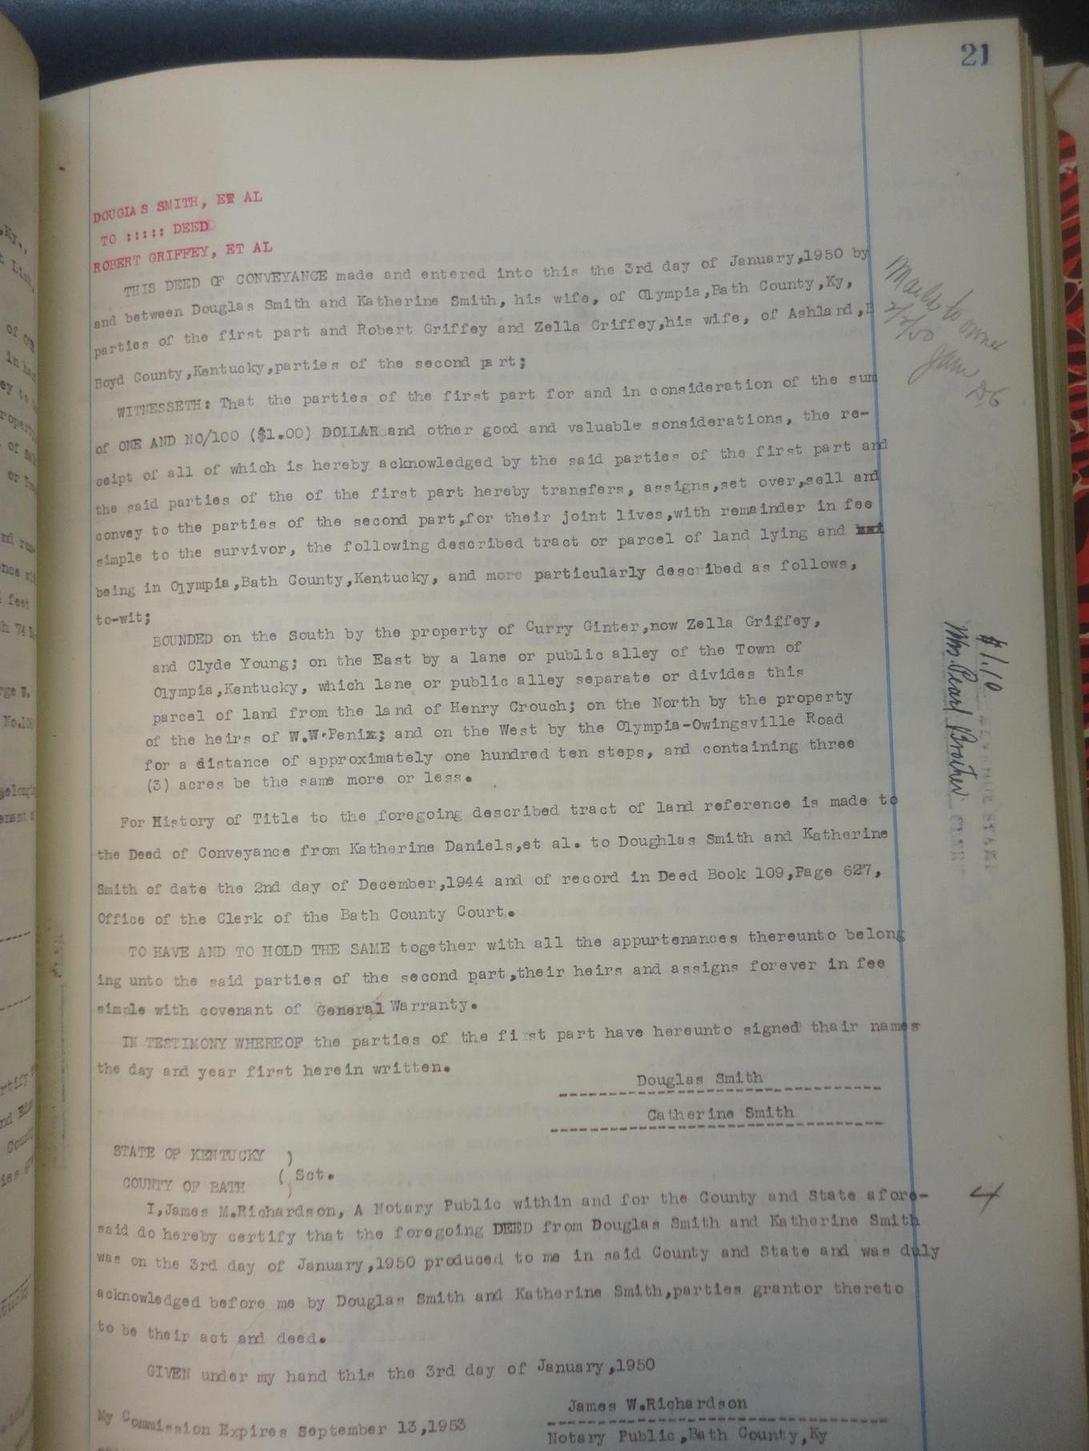 21
DOUGLAS SMITH, ET AL
TO ::::: DEED
ROBERT GRIFFEY, ET AL
THIS DEED OF CONVEYANCE made and entered into this the 3rd day of January,1950 by
and between Douglas Smith and Katherine Smith, his wife, of Olympia,Bath County,Ky,
parties of the first part and Robert Griffey and Zella Griffey,his wife, of Ashland,B
Boyd County,Kentucky,parties of the second part;
WITNESSETH: That the parties of the first part for and in consideration of the sum
of ONE AND NO/100 ($1.00) DOLLAR and other good and valuable sonsiderations, the re-
ceipt of all of which is hereby acknowledged by the said parties of the first part and
the said parties of the of the first part hereby transfers, assigns,set over,sell and
convey to the parties of the second part,for their joint lives,with remainder in fee
simple to the survivor, the following described tract or parcel of land lying and
being in Olympia,Bath County,Kentucky, and more particularly described as follows,
to-wit;
BOUNDED on the South by the property of Curry Ginter,now Zella Griffey,
and Clyde Young; on the East by a lane or public alley of the Town of
Olympia,Kentucky, which lane or public alley separate or divides this
parcel of land from the land of Henry Crouch; on the North by the property
of the heirs of W.W.Penix; and on the West by the Olympia-Owingsville Road
for a distance of approximately one hundred ten steps, and containing three
(3) acres be the same more or less.
For History of Title to the foregoing described tract of land reference is made to
the Deed of Conveyance from Katherine Daniels,et al. to Doughlas Smith and Katherine
Smith of date the 2nd day of December,1944 and of record in Deed Book 109,Page 627,
Office of the Clerk of the Bath County Court.
TO HAVE AND TO HOLD THE SAME together with all the appurtenances thereunto belong
ing unto the said parties of the second part,their heirs and assigns forever in fee
simple with covenant of General Warranty.
IN TESTIMONY WHEREOF the parties of the first part have hereunto signed thair names
the day and year first herein written.
Douglas Smith
Catherine Smith
STATE OF KENTUCKY )
( Sct.
COUNTY OF BATH )
I,James M.Richardson, A Notary Public within and for the County and State afore-
said do hereby certify that the foregoing DEED from Douglas Smith and Katherine Smith
was on the 3rd day of January,1950 produced to me in said County and State and was duly
acknowledged before me by Douglas Smith and Katherine Smith,parties grantor thereto
to be their act and deed.
GIVEN under my hand this the 3rd day of January,1950
James W.Richardson
My Commission Expires September 13,1953
Notary Public,Bath County,Ky
Mailed to owner
2/2/50
$1.10
Mrs. Pearl Brother
4